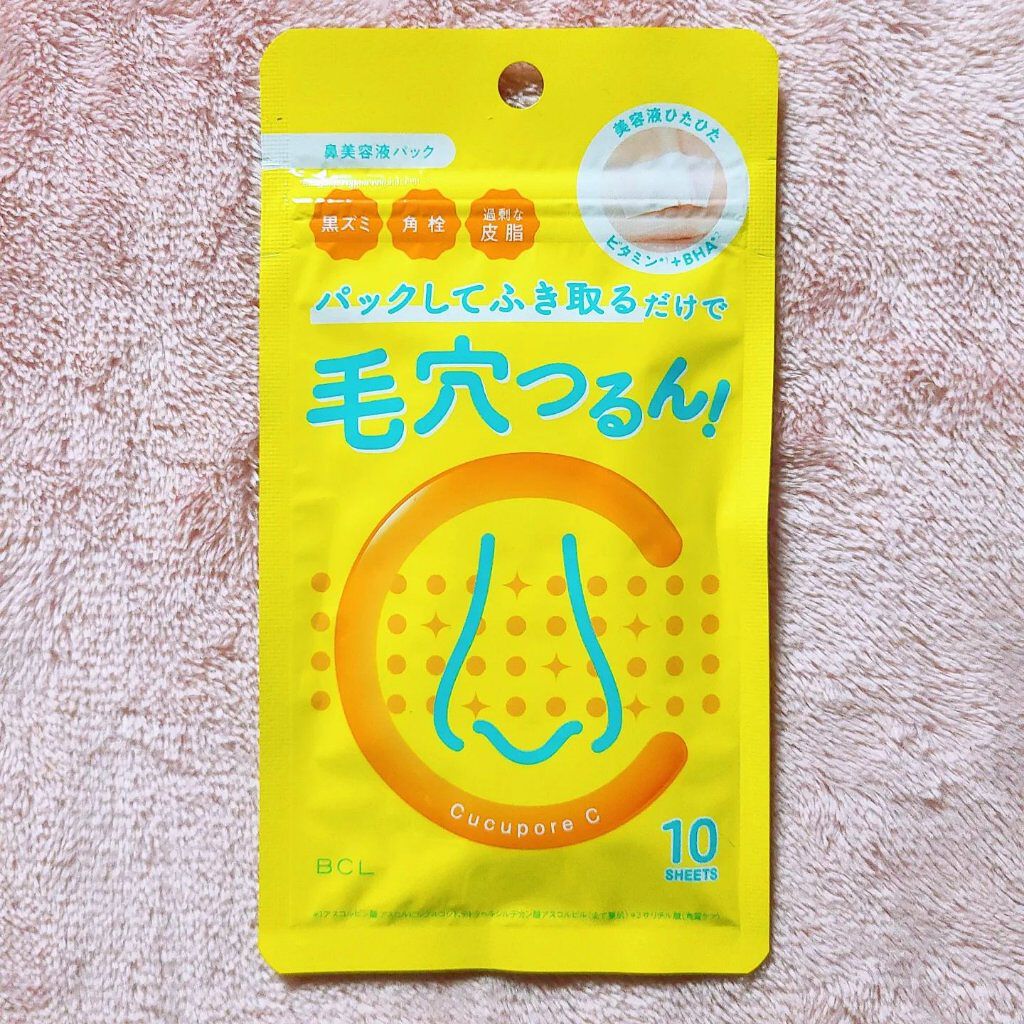 鼻美容液パック
美容液ひたひた
ビタミン*¹+BHA*²
黒ズミ
角栓
過剰な
皮脂
パックしてふき取るだけで
毛穴つるん!
Cucupore C
BCL
10
SHEETS